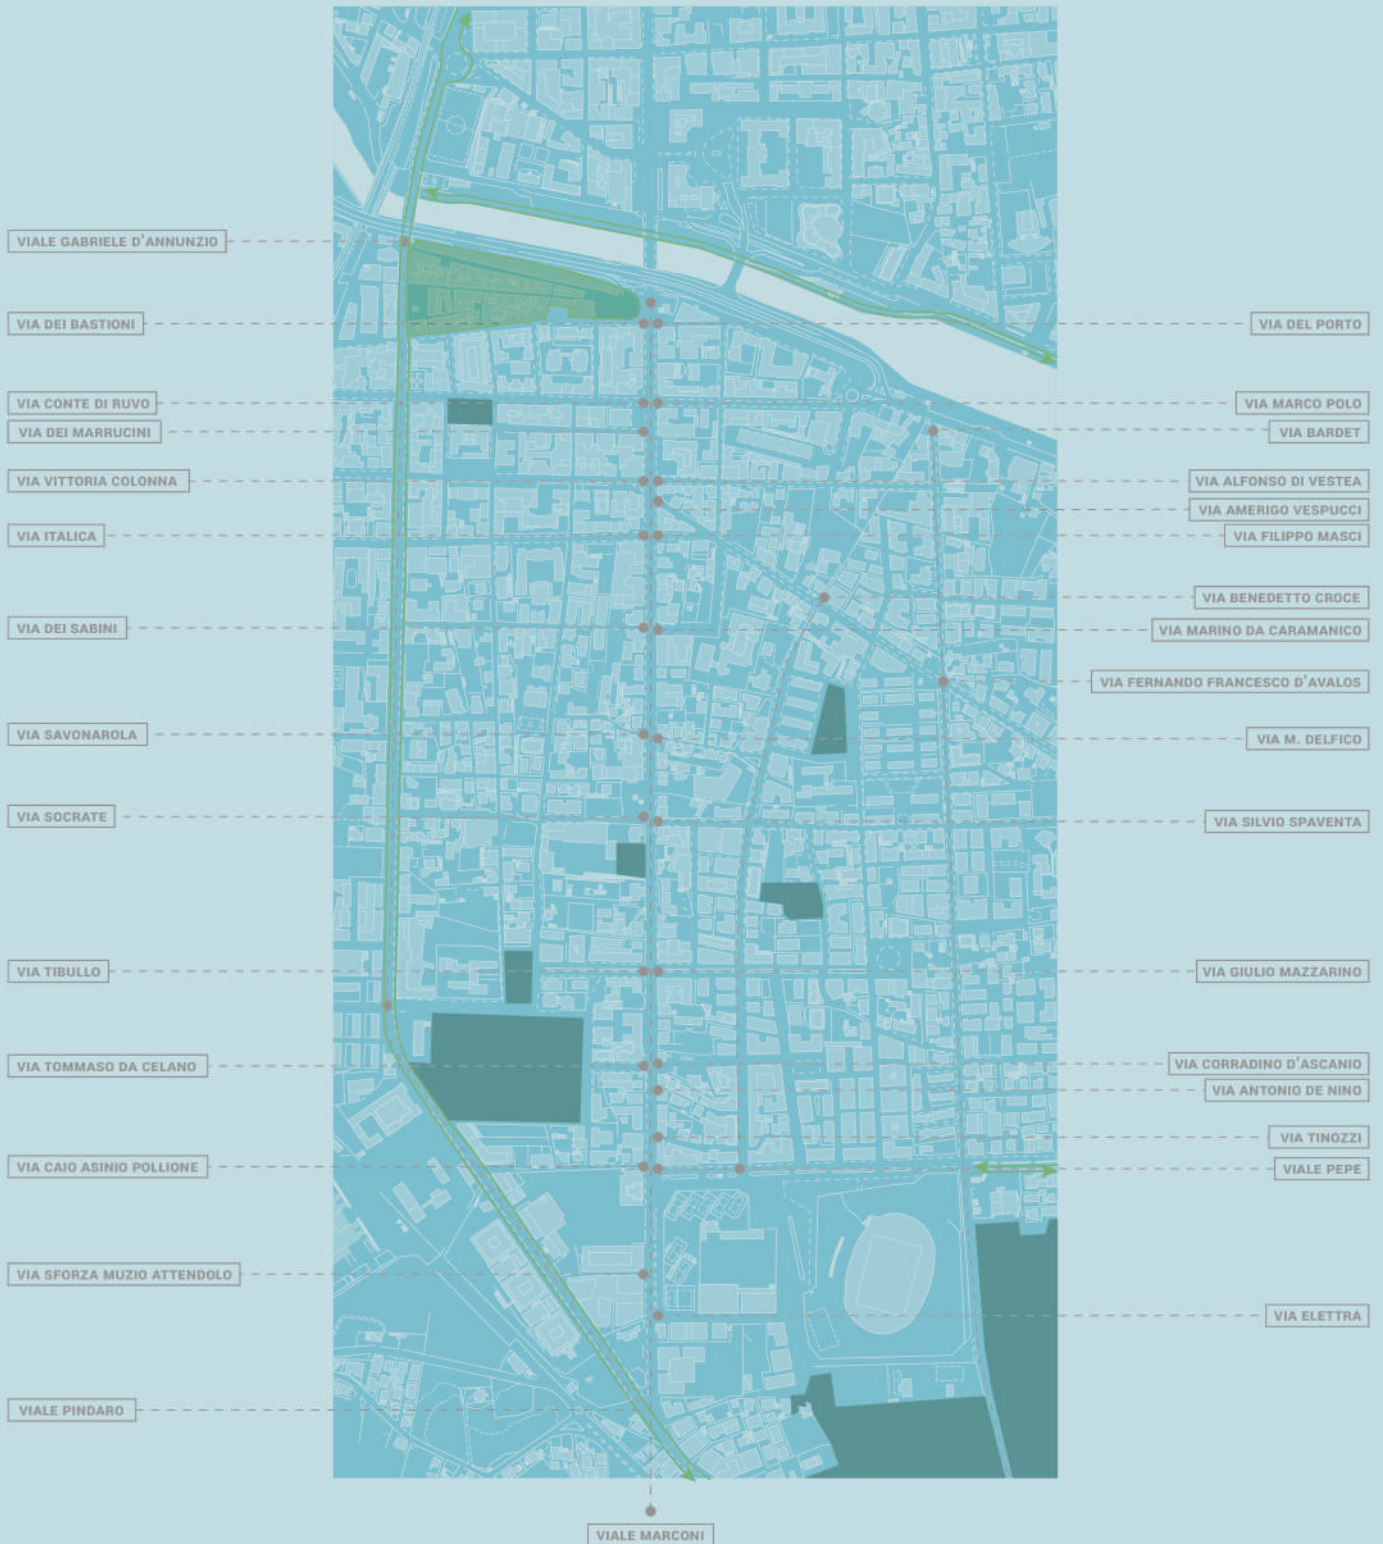 VIALE GABRIELE D'ANNUNZIO
VIA DEI BASTIONI
VIA DEL PORTO
VIA CONTE DI RUVO
VIA MARCO POLO
VIA DEI MARRUCINI
VIA BARDET
VIA VITTORIA COLONNA
VIA ALFONSO DI VESTEA
VIA AMERIGO VESPUCCI
VIA ITALICA
VIA FILIPPO MASCI
VIA BENEDETTO CROCE
VIA DEI SABINI
VIA MARINO DA CARAMANICO
VIA FERNANDO FRANCESCO D'AVALOS
VIA SAVONAROLA
VIA M. DELFICO
VIA SOCRATE
VIA SILVIO SPAVENTA
VIA TIBULLO
VIA GIULIO MAZZARINO
VIA TOMMASO DA CELANO
VIA CORRADINO D'ASCANIO
VIA ANTONIO DE NINO
VIA TINOZZI
VIA CAIO ASINIO POLLIONE
VIALE PEPE
VIA SFORZA MUZIO ATTENDOLO
VIA ELETTRA
VIALE PINDARO
VIALE MARCONI